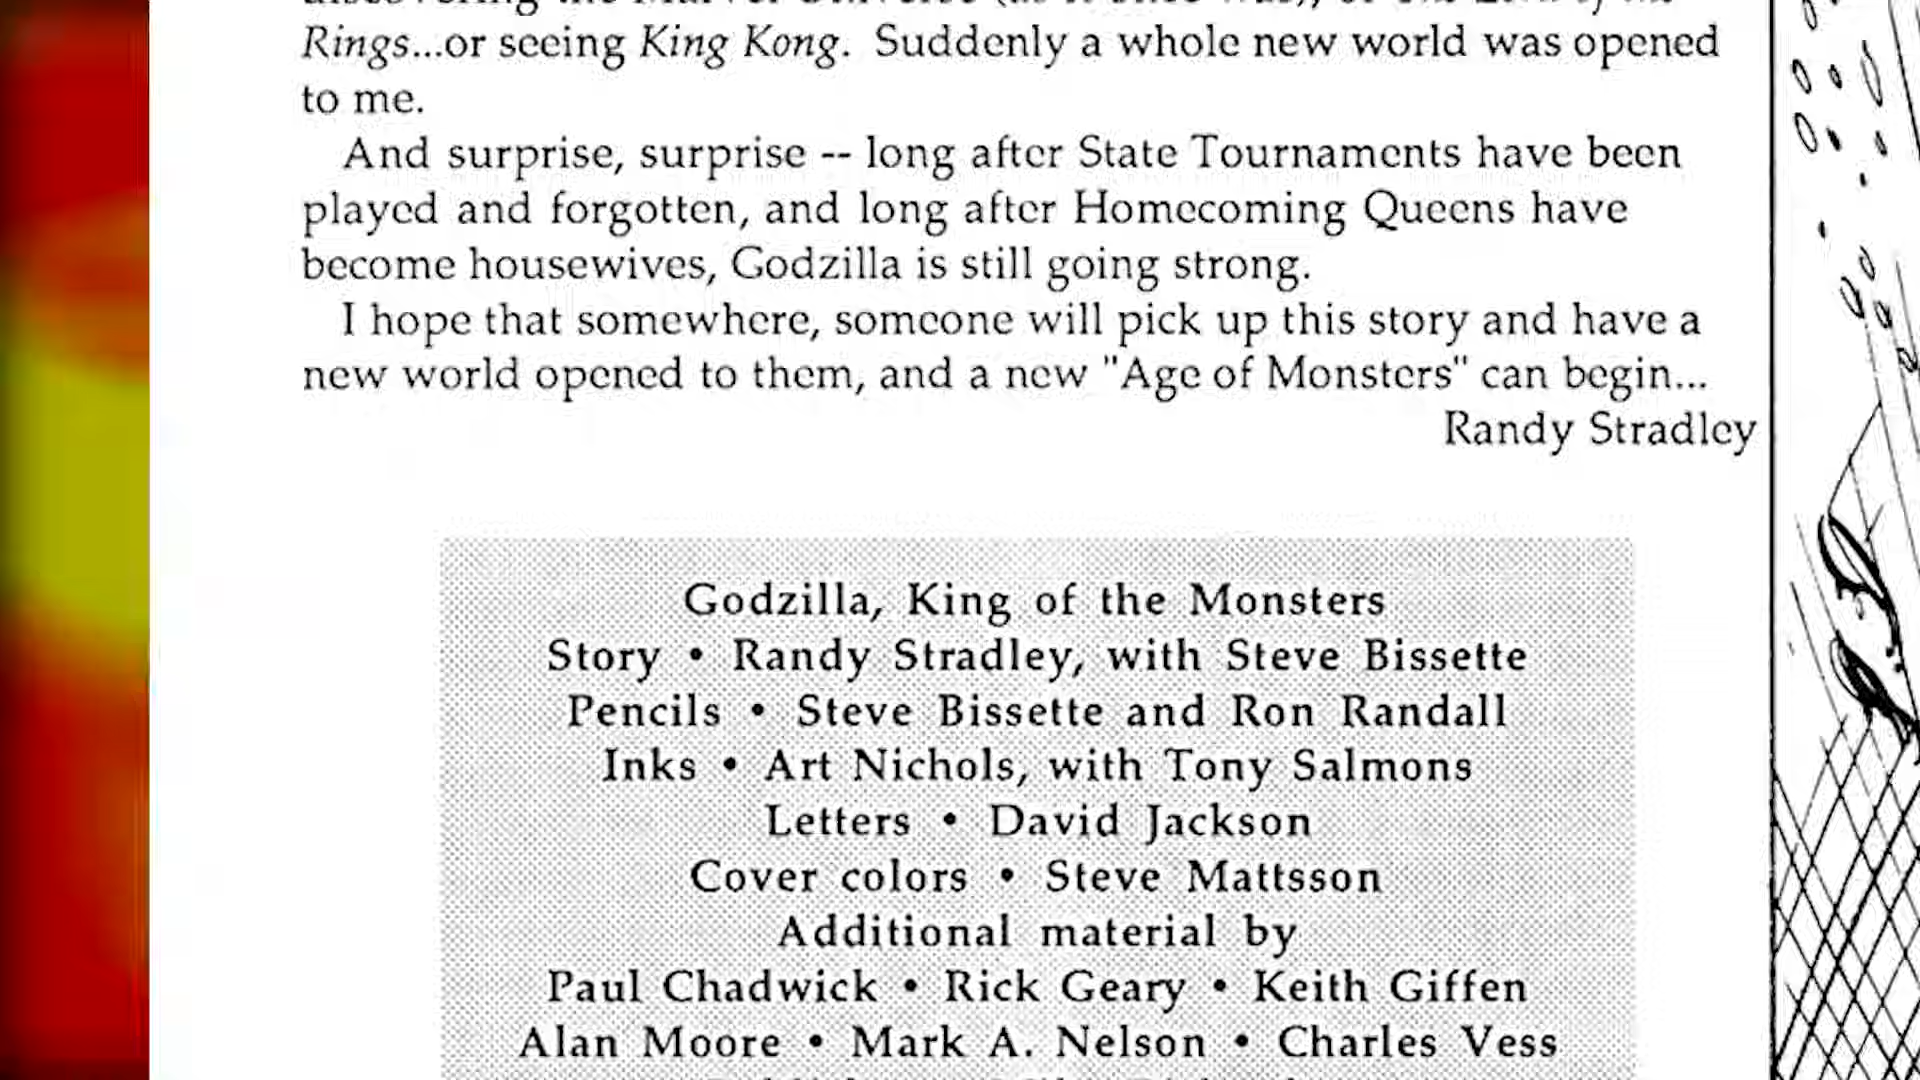 Rings...or seeing King Kong. Suddenly a whole new world was opened
to me.
And surprise, surprise -- long after State Tournaments have been
played and forgotten, and long after Homecoming Queens have
become housewives, Godzilla is still going strong.
I hope that somewhere, someone will pick up this story and have a
new world opened to them, and a new "Age of Monsters" can begin...
Randy Stradley
Godzilla, King of the Monsters
Story • Randy Stradley, with Steve Bissette
Pencils • Steve Bissette and Ron Randall
Inks • Art Nichols, with Tony Salmons
Letters • David Jackson
Cover colors • Steve Mattsson
Additional material by
Paul Chadwick • Rick Geary • Keith Giffen
Alan Moore • Mark A. Nelson • Charles Vess